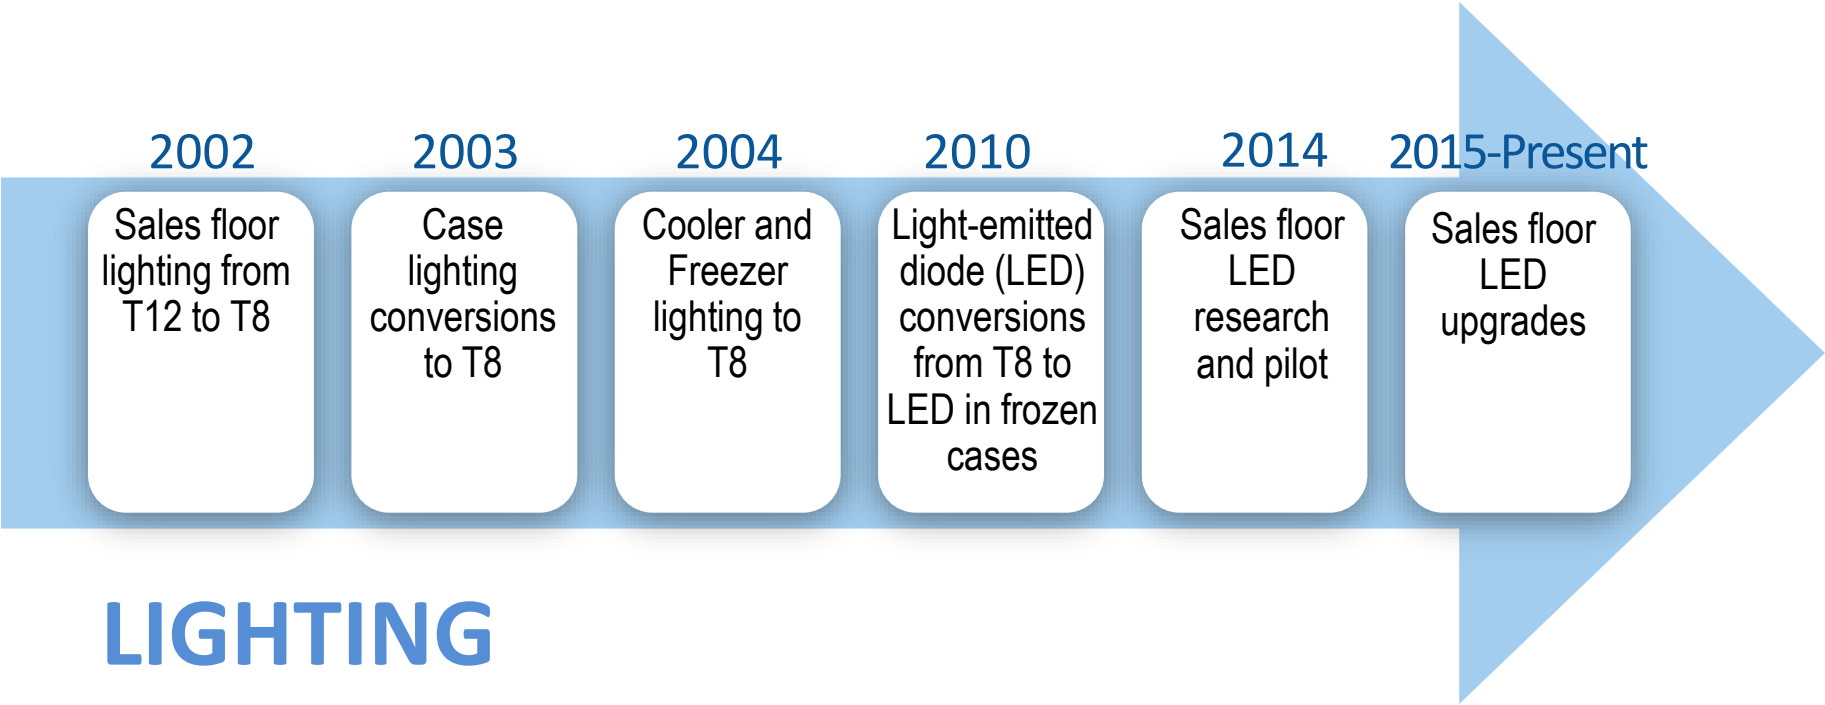 2002
Sales floor
lighting from
T12 to T8
2003
Case
lighting
conversions
to T8
2004
Cooler and
Freezer
lighting to
T8
2010
Light-emitted
diode (LED)
conversions
from T8 to
LED in frozen
cases
2014
Sales floor
LED
research
and pilot
2015-Present
Sales floor
LED
upgrades
LIGHTING